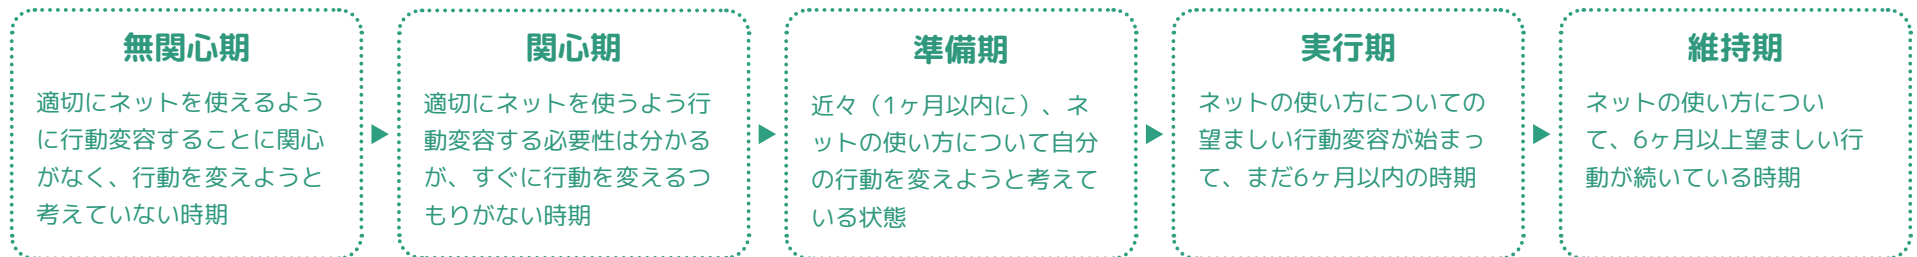 無関心期
適切にネットを使えるよう
に行動変容することに関心
がなく、行動を変えようと
考えていない時期
関心期
適切にネットを使うよう行
動変容する必要性は分かる
が、すぐに行動を変えるつ
もりがない時期
準備期
近々（1ヶ月以内に）、ネ
ットの使い方について自分
の行動を変えようと考えて
いる状態
実行期
ネットの使い方についての
望ましい行動変容が始まっ
て、まだ6ヶ月以内の時期
維持期
ネットの使い方につい
て、6ヶ月以上望ましい行
動が続いている時期